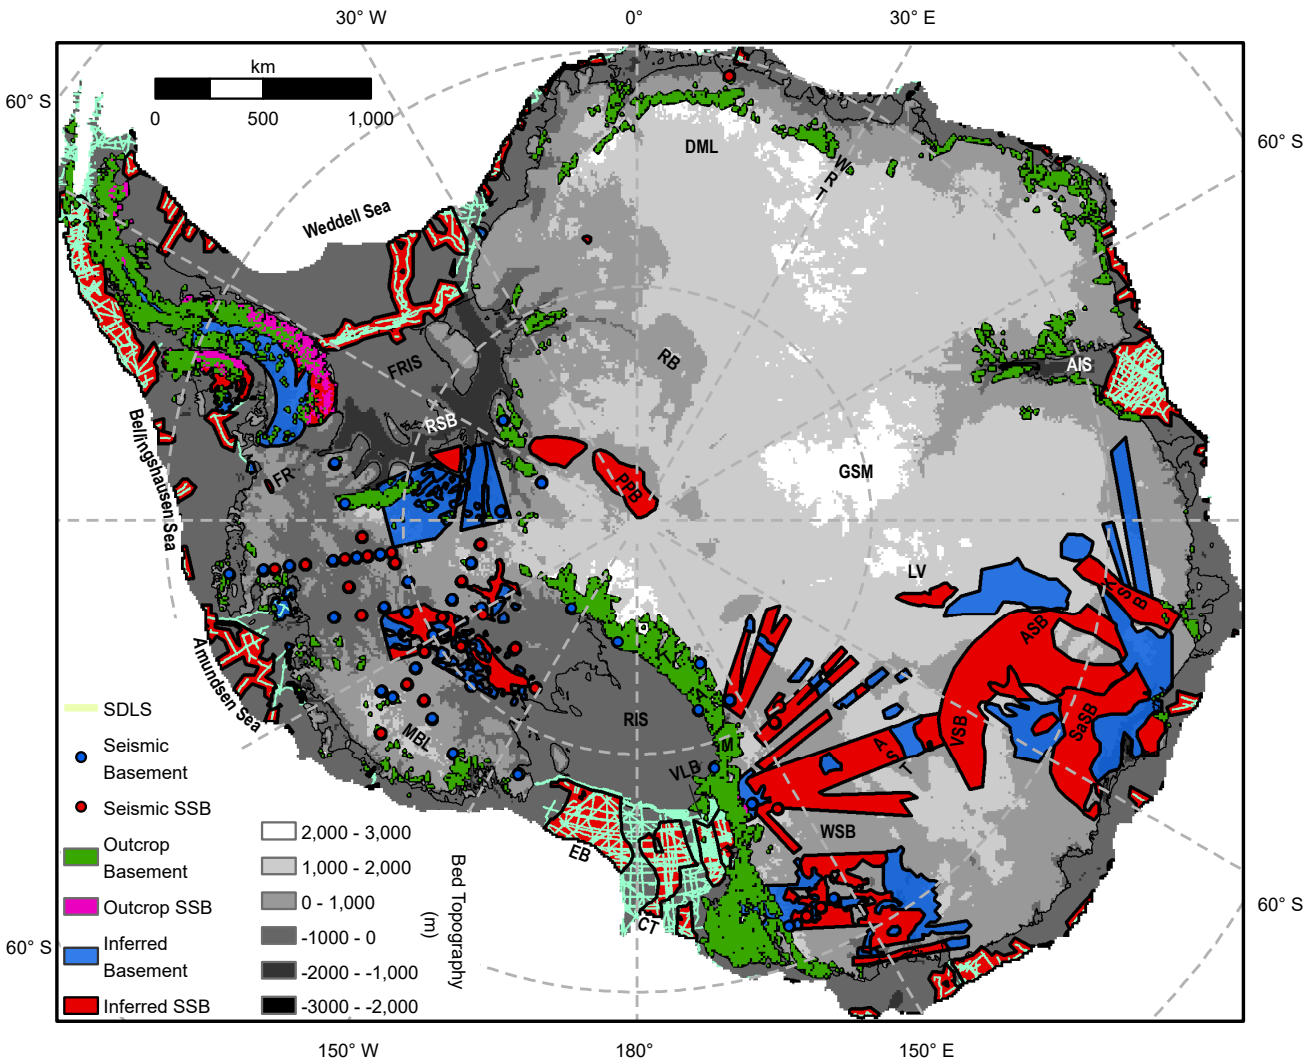 30° W
0°
30° E
km
0
500
1,000
60° S
60° S
DML
WRT
Weddell Sea
FRIS
RB
AIS
RSB
Bellingshausen Sea
FR
PPB
GSM
LV
VSB
ASB
Amundsen Sea
RIS
MBL
M
VLB
AST
VSB
SaSB
WSB
EB
CT
SDLS
Seismic
Basement
Seismic SSB
Outcrop
Basement
Outcrop SSB
Inferred
Basement
Inferred SSB
2,000 - 3,000
1,000 - 2,000
0 - 1,000
-1000 - 0
-2000 - -1,000
-3000 - -2,000
Bed Topography
(m)
60° S
60° S
150° W
180°
150° E